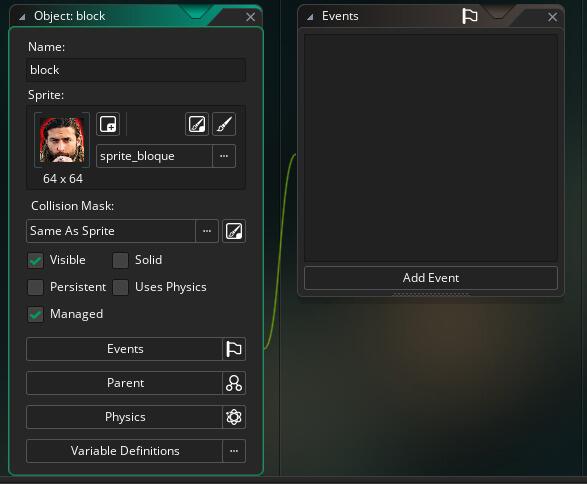 Object: block
Name:
block
Sprite:
sprite_bloque
64 x 64
Collision Mask:
Same As Sprite
Visible
Solid
Persistent
Uses Physics
Managed
Events
Parent
Physics
Variable Definitions
Events
Add Event